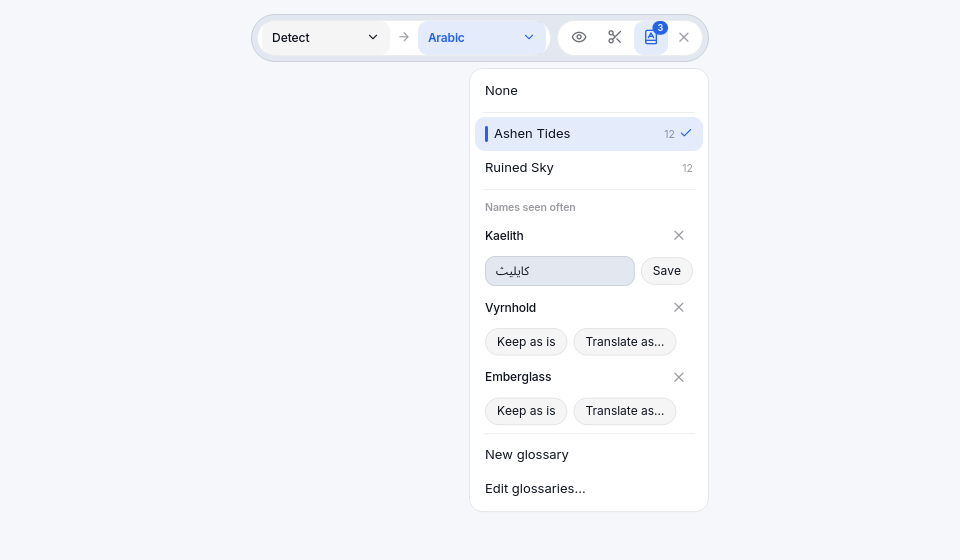 Detect
Arabic
3
None
Ashen Tides 12
Ruined Sky 12
Names seen often
Kaelith
كايليث Save
Vyrnhold
Keep as is Translate as...
Emberglass
Keep as is Translate as...
New glossary
Edit glossaries...